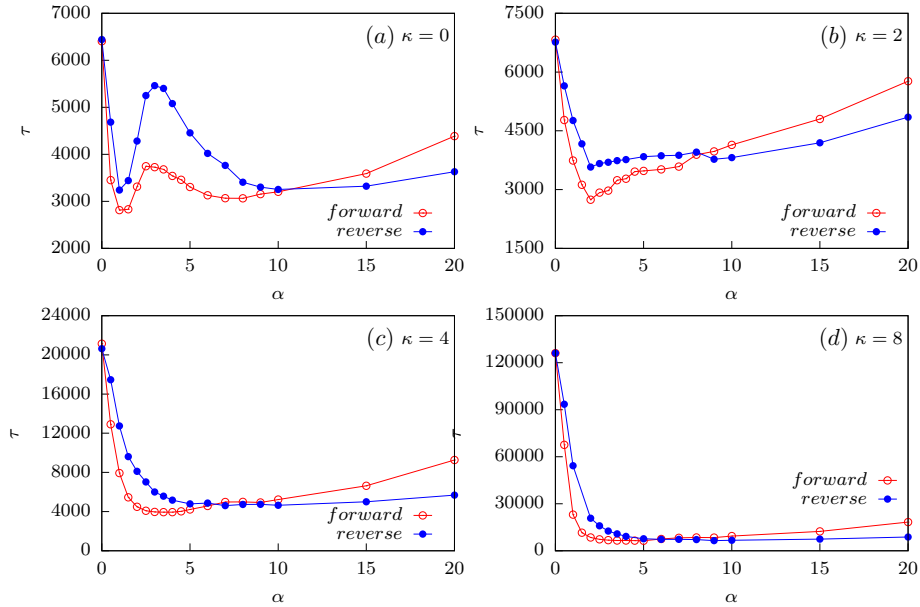 7000
6000
5000
4000
3000
2000
τ
0 5 10 15 20
α
(a) κ = 0
forward
reverse
7500
6000
4500
3000
1500
τ
0 5 10 15 20
α
(b) κ = 2
forward
reverse
24000
20000
16000
12000
8000
4000
0
τ
0 5 10 15 20
α
(c) κ = 4
forward
reverse
150000
120000
90000
60000
30000
0
τ
0 5 10 15 20
α
(d) κ = 8
forward
reverse